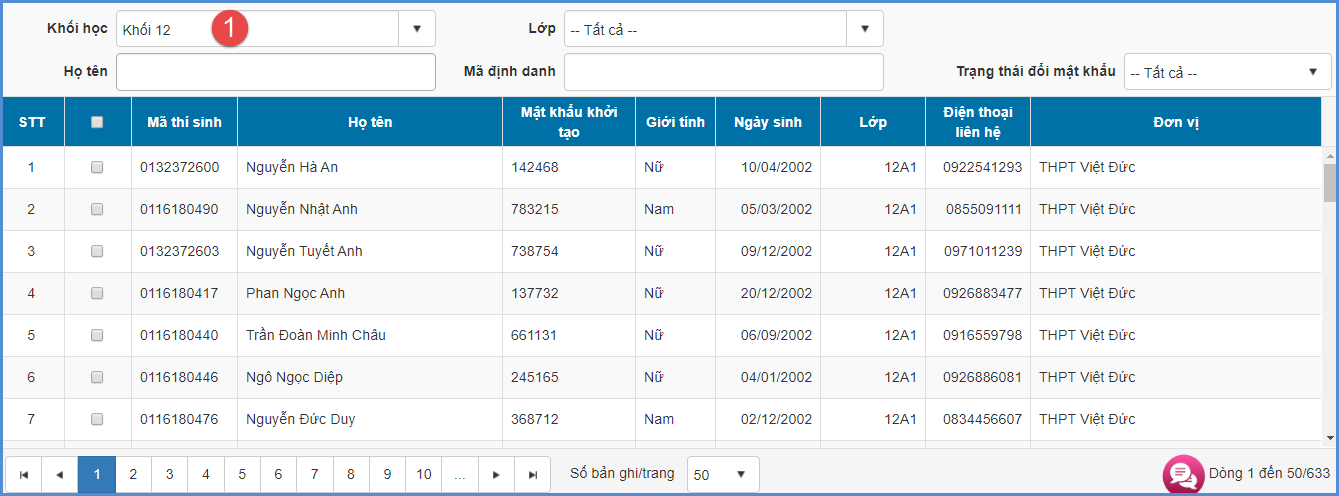 Khối học Khối 12 1 Lớp -- Tất cả --
Họ tên Mã định danh Trạng thái đổi mật khẩu -- Tất cả --
STT Mã thí sinh Họ tên Mật khẩu khởi tạo Giới tính Ngày sinh Lớp Điện thoại liên hệ Đơn vị
1 0132372600 Nguyễn Hà An 142468 Nữ 10/04/2002 12A1 0922541293 THPT Việt Đức
2 0116180490 Nguyễn Nhật Anh 783215 Nam 05/03/2002 12A1 0855091111 THPT Việt Đức
3 0132372603 Nguyễn Tuyết Anh 738754 Nữ 09/12/2002 12A1 0971011239 THPT Việt Đức
4 0116180417 Phan Ngọc Anh 137732 Nữ 20/12/2002 12A1 0926883477 THPT Việt Đức
5 0116180440 Trần Đoàn Minh Châu 661131 Nữ 06/09/2002 12A1 0916559798 THPT Việt Đức
6 0116180446 Ngô Ngọc Diệp 245165 Nữ 04/01/2002 12A1 0926886081 THPT Việt Đức
7 0116180476 Nguyễn Đức Duy 368712 Nam 02/12/2002 12A1 0834456607 THPT Việt Đức
1 2 3 4 5 6 7 8 9 10 ... Số bản ghi/trang 50 Dòng 1 đến 50/633